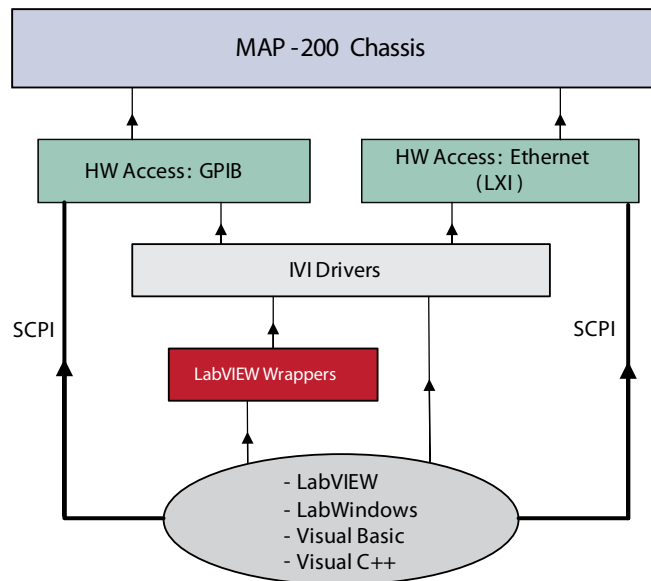 MAP -200 Chassis
HW Access: GPIB
HW Access: Ethernet
(LXI)
IVI Drivers
SCPI
SCPI
LabVIEW Wrappers
- LabVIEW
- LabWindows
- Visual Basic
- Visual C++